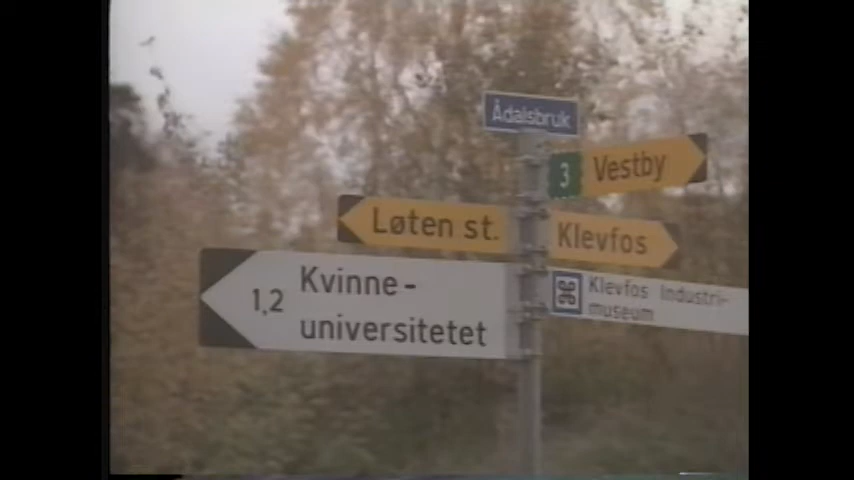 Ådalsbruk
3 Vestby
Løten st.
Klevfos
1,2 Kvinne-
universitetet
Klevfos Industri-
museum